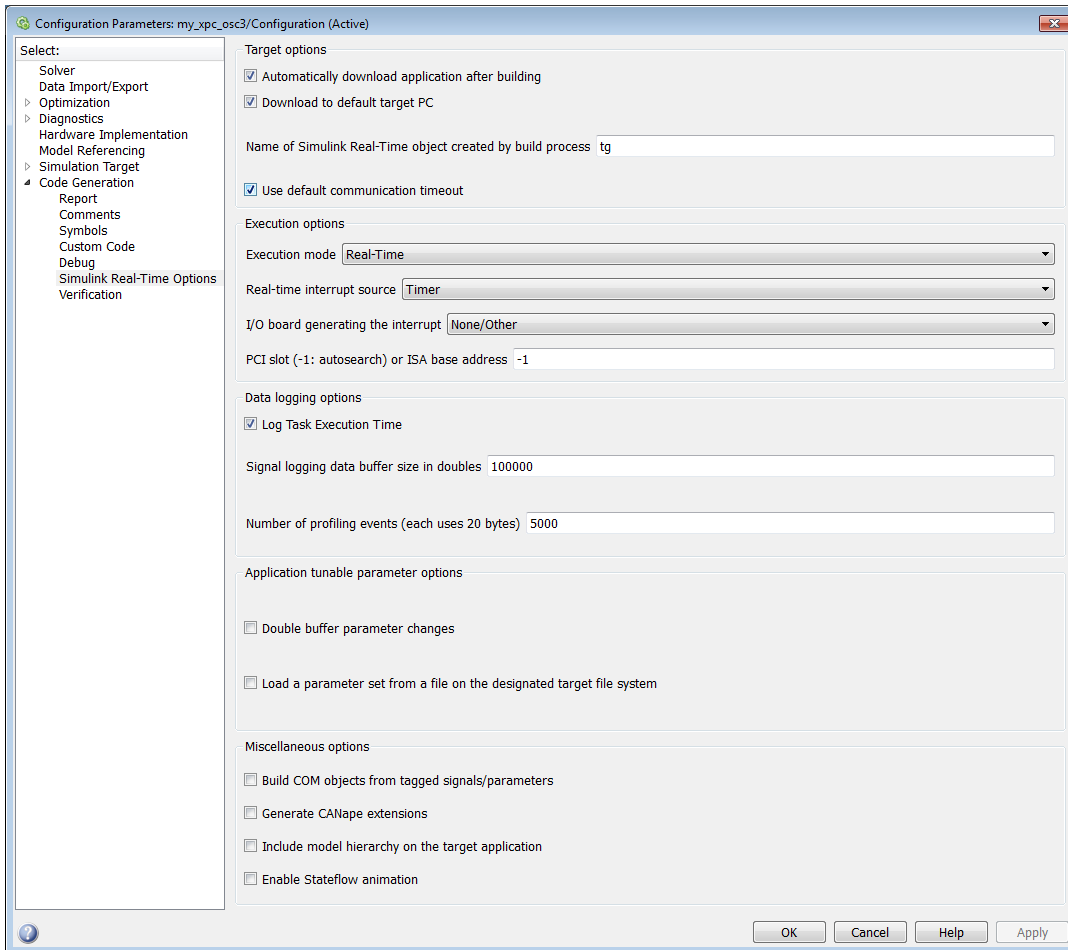 Configuration Parameters: my_xpc_osc3/Configuration (Active)
Select:
Solver
Data Import/Export
Optimization
Diagnostics
Hardware Implementation
Model Referencing
Simulation Target
Code Generation
Report
Comments
Symbols
Custom Code
Debug
Simulink Real-Time Options
Verification
Target options
Automatically download application after building
Download to default target PC
Name of Simulink Real-Time object created by build process tg
Use default communication timeout
Execution options
Execution mode Real-Time
Real-time interrupt source Timer
I/O board generating the interrupt None/Other
PCI slot (-1: autosearch) or ISA base address -1
Data logging options
Log Task Execution Time
Signal logging data buffer size in doubles 100000
Number of profiling events (each uses 20 bytes) 5000
Application tunable parameter options
Double buffer parameter changes
Load a parameter set from a file on the designated target file system
Miscellaneous options
Build COM objects from tagged signals/parameters
Generate CANape extensions
Include model hierarchy on the target application
Enable Stateflow animation
? OK Cancel Help Apply